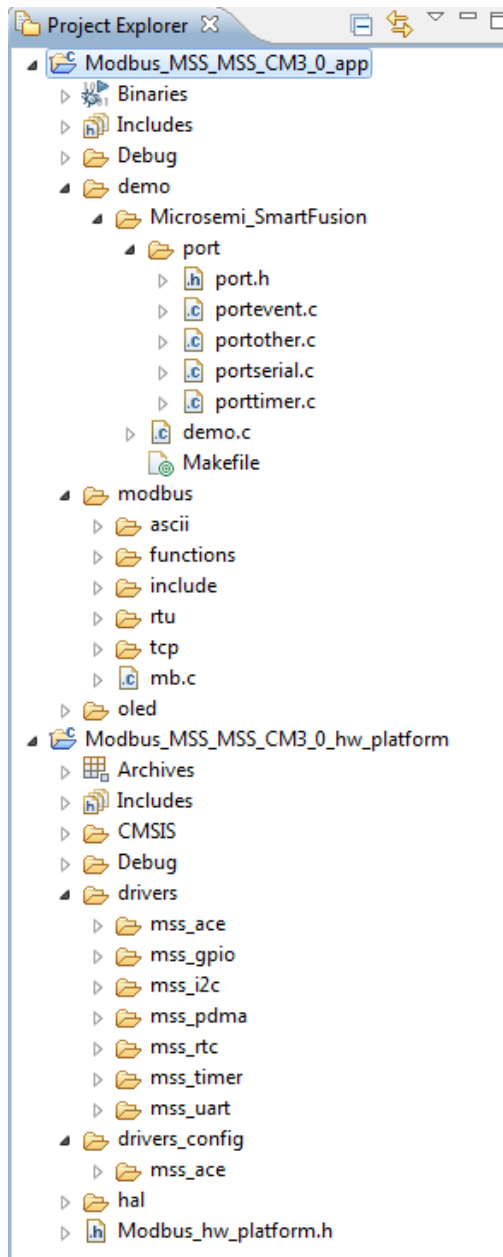 Project Explorer
Modbus_MSS_MSS_CM3_0_app
Binaries
Includes
Debug
demo
Microsemi_SmartFusion
port
port.h
portevent.c
portother.c
portserial.c
porttimer.c
demo.c
Makefile
modbus
ascii
functions
include
rtu
tcp
mb.c
oled
Modbus_MSS_MSS_CM3_0_hw_platform
Archives
Includes
CMSIS
Debug
drivers
mss_ace
mss_gpio
mss_i2c
mss_pdma
mss_rtc
mss_timer
mss_uart
drivers_config
mss_ace
hal
Modbus_hw_platform.h